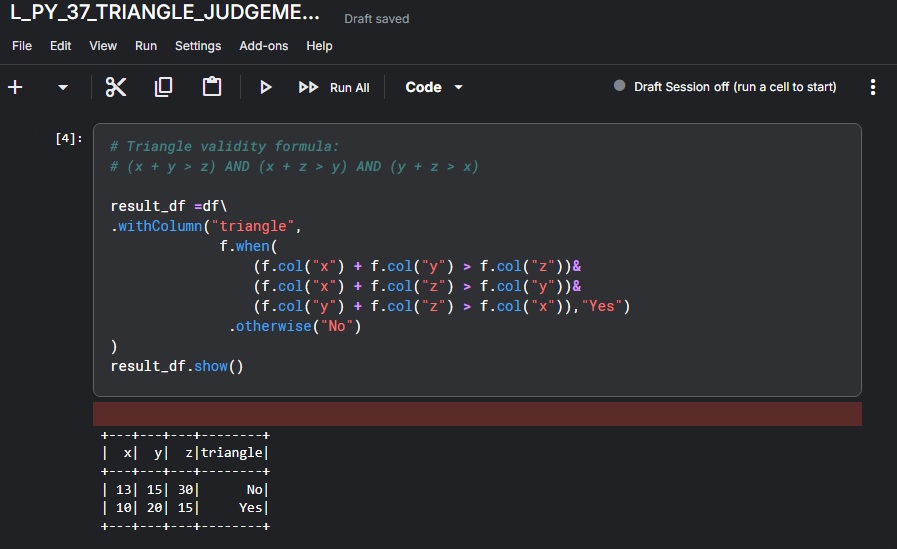 L_PY_37_TRIANGLE_JUDGEME...
Draft saved
File Edit View Run Settings Add-ons Help
Run All Code Draft Session off (run a cell to start)
[4]:
# Triangle validity formula:
# (x + y > z) AND (x + z > y) AND (y + z > x)
result_df =df\
.withColumn("triangle",
f.when(
(f.col("x") + f.col("y") > f.col("z"))&
(f.col("x") + f.col("z") > f.col("y"))&
(f.col("y") + f.col("z") > f.col("x")),"Yes")
.otherwise("No")
)
result_df.show()
+---+---+---+--------+
|  x|  y|  z|triangle|
+---+---+---+--------+
| 13| 15| 30|      No|
| 10| 20| 15|     Yes|
+---+---+---+--------+